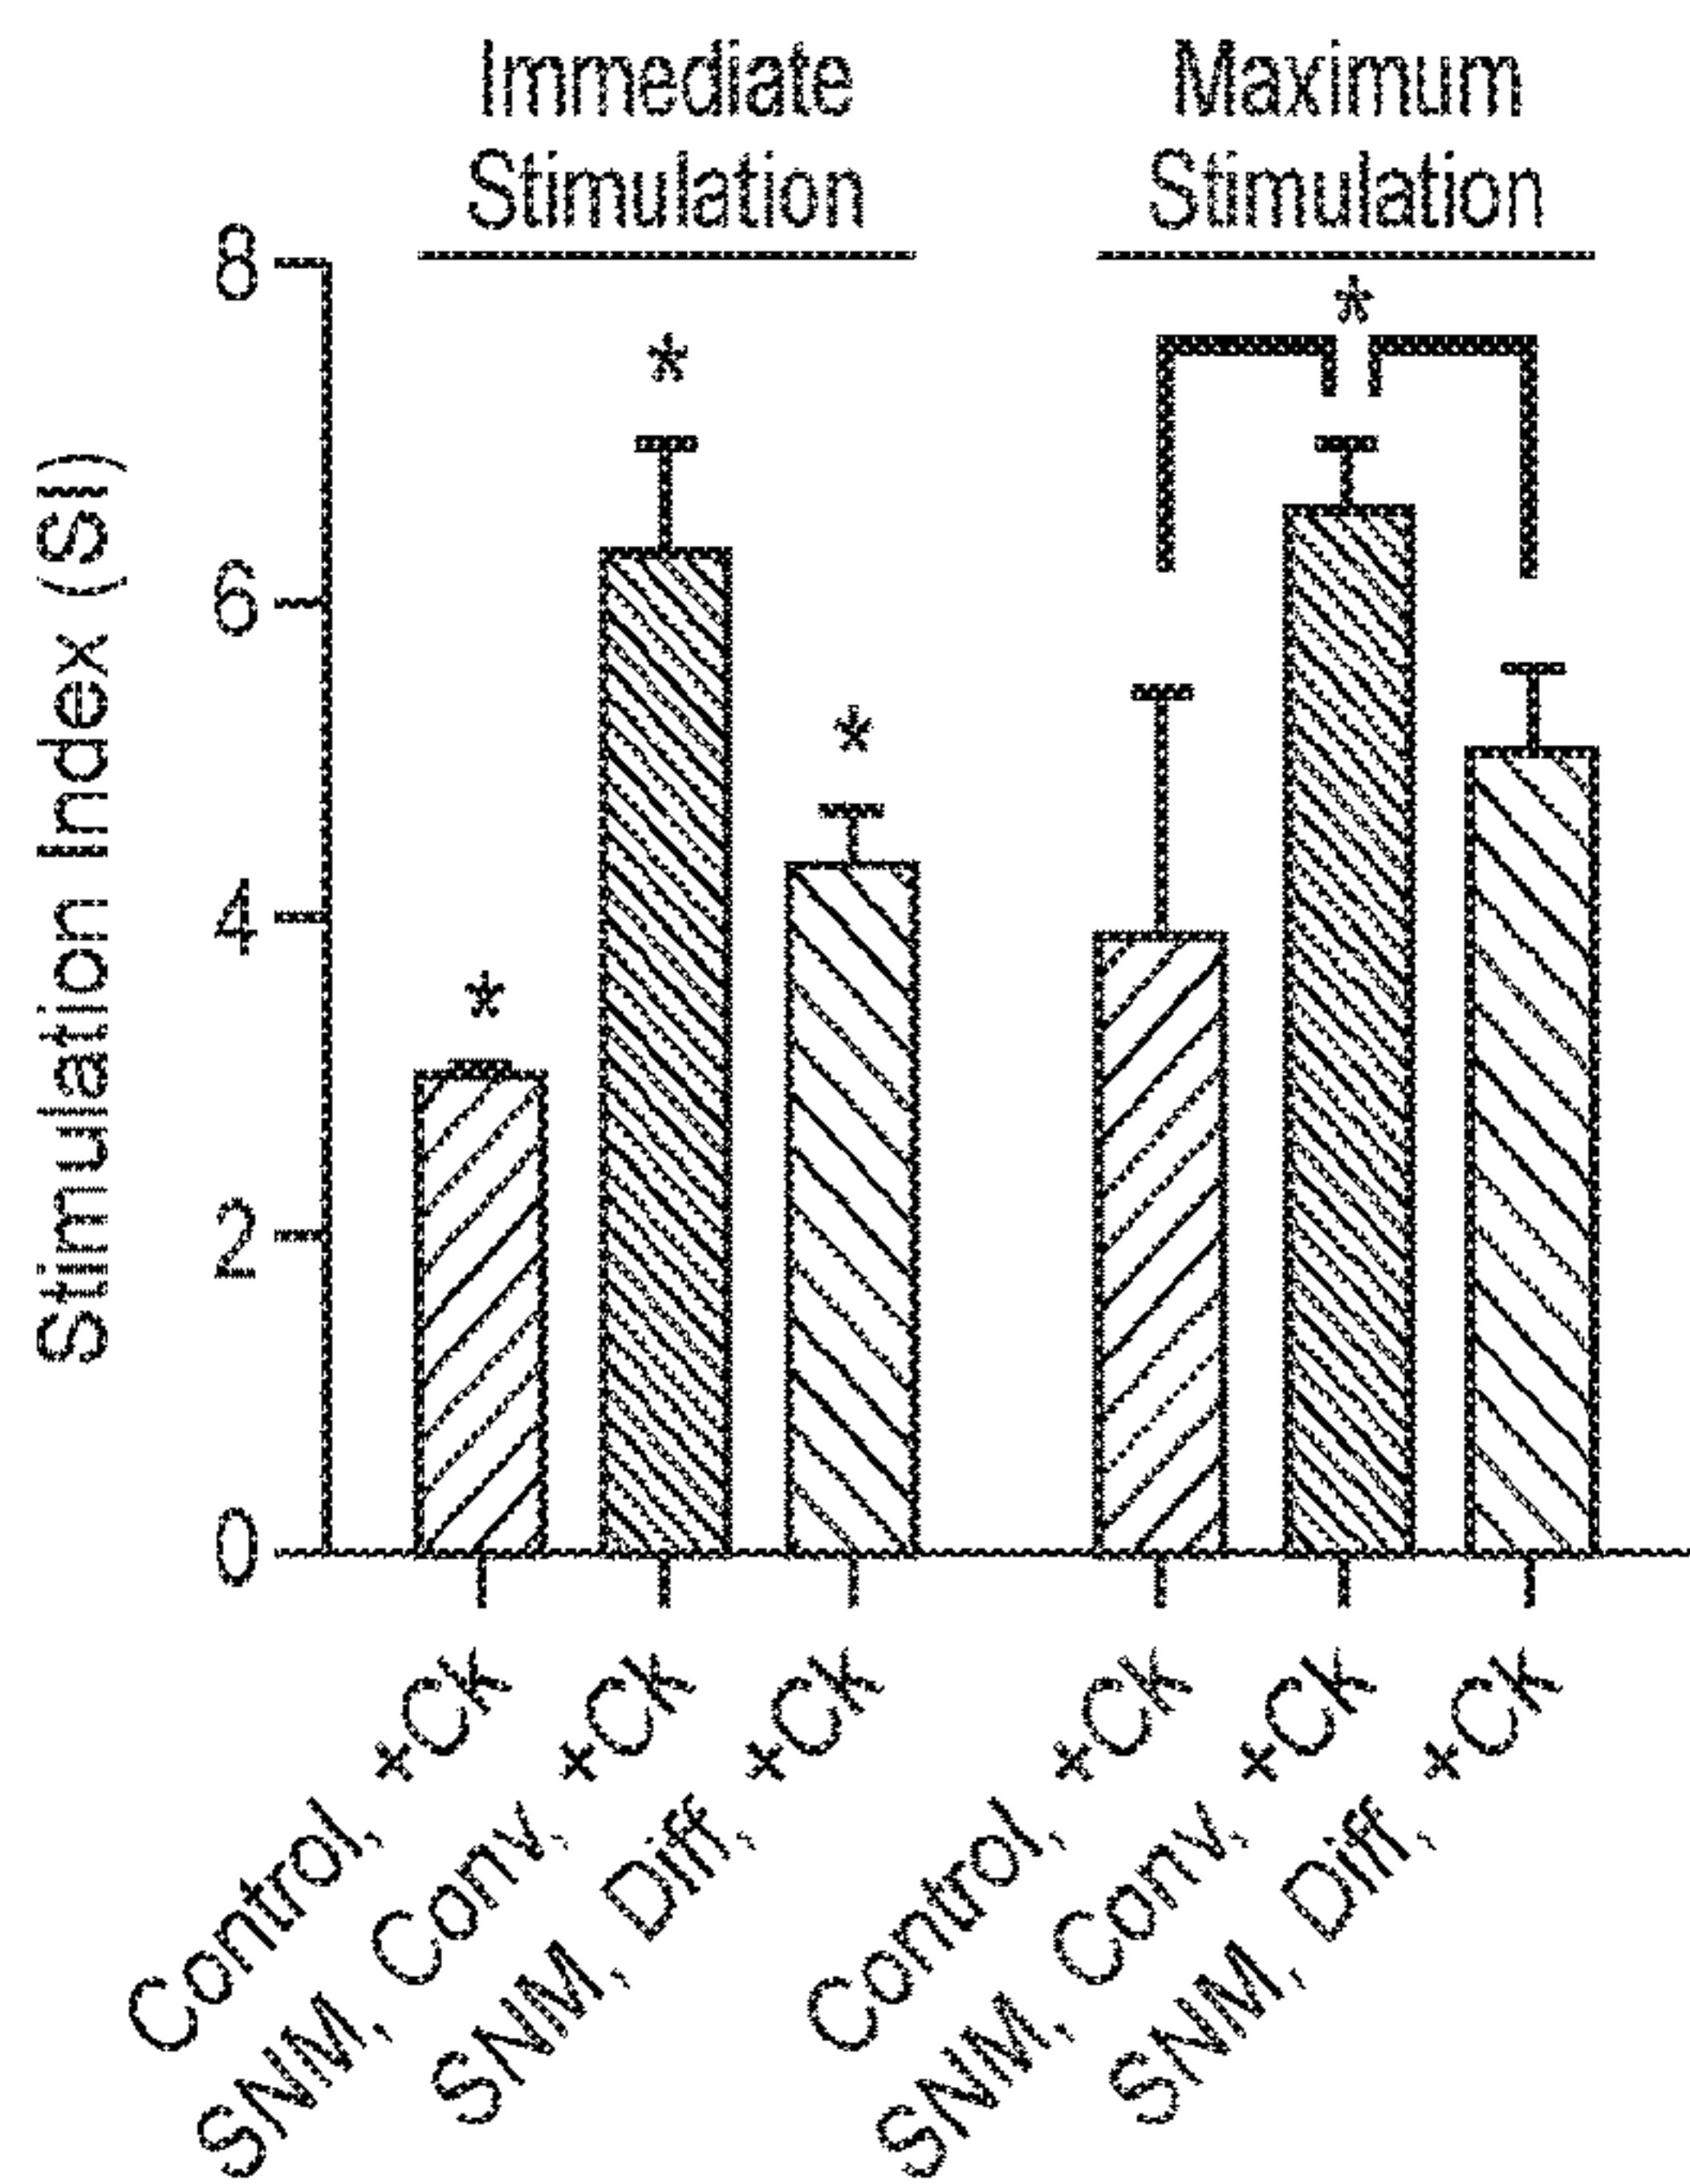 Immediate
Stimulation
Maximum
Stimulation
*
*
*
*
Stimulation Index (SI)
8
6
4
2
0
Control, +Ck
SNM, Conv, +Ck
SNM, Diff, +Ck
Control, +Ck
SNM, Conv, +Ck
SNM, Diff, +Ck